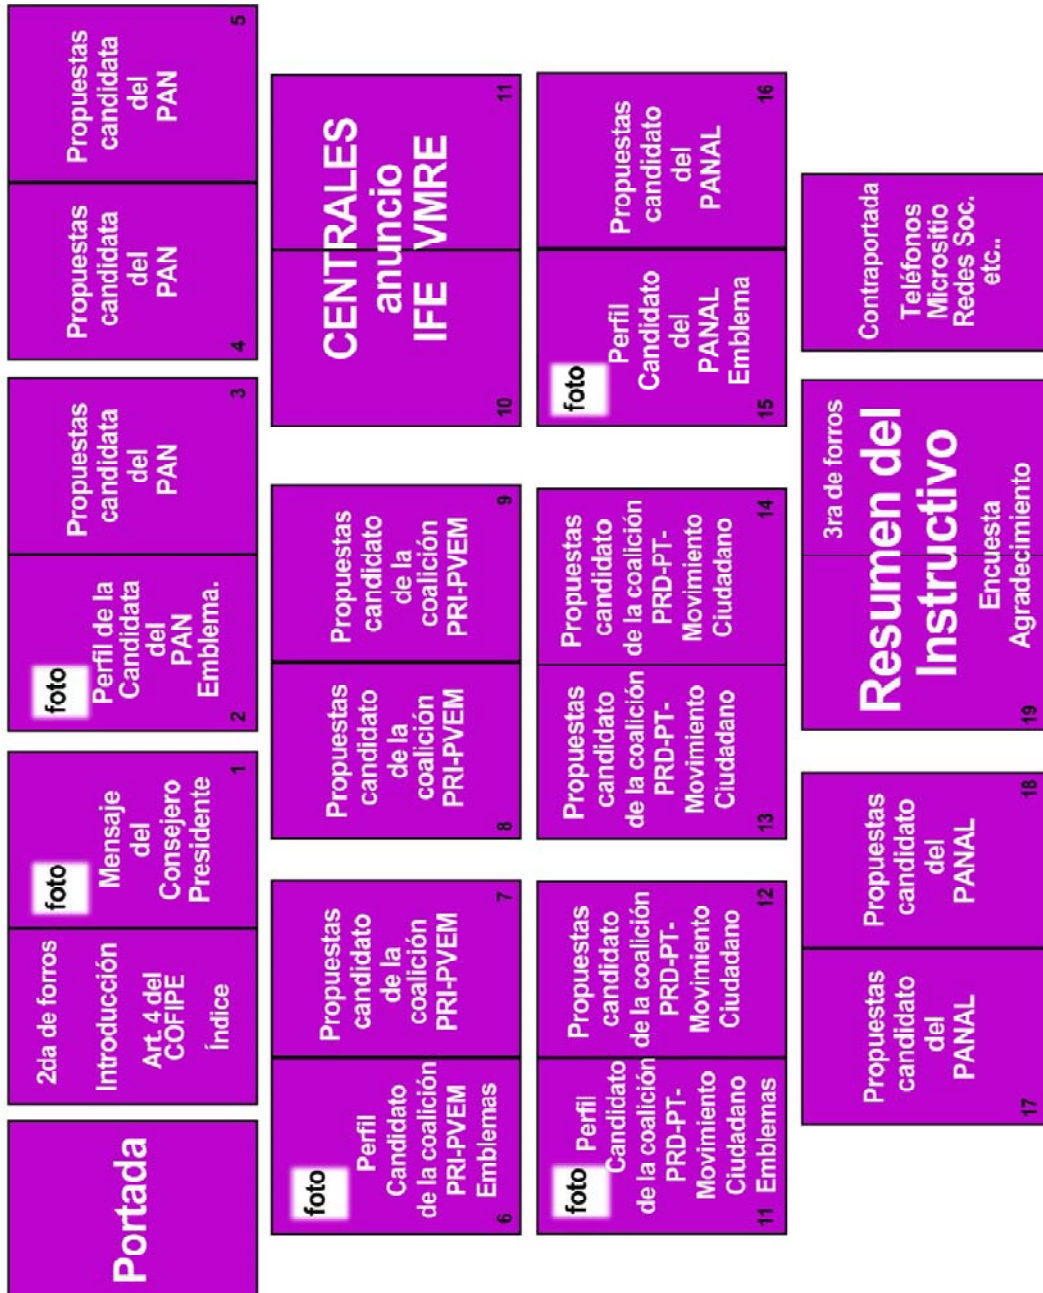 Portada
2da de forros
Introducción
Art. 4 del
COFIPE
Índice
foto
Mensaje
del
Consejero
Presidente
1
foto
Perfil de la
Candidata
del
PAN
Emblema.
2
Propuestas
candidata
del
PAN
3
Propuestas
candidata
del
PAN
4
Propuestas
candidata
del
PAN
5
foto
Perfil
Candidato
de la coalición
PRI-PVEM
Emblemas
6
Propuestas
candidato
de la
coalición
PRI-PVEM
7
Propuestas
candidato
de la
coalición
PRI-PVEM
8
Propuestas
candidato
de la
coalición
PRI-PVEM
9
CENTRALES
anuncio
IFE VMRE
10
11
foto
Perfil
Candidato
de la coalición
PRD-PT-
Movimiento
Ciudadano
Emblemas
11
Propuestas
candidato
de la coalición
PRD-PT-
Movimiento
Ciudadano
12
Propuestas
candidato
de la coalición
PRD-PT-
Movimiento
Ciudadano
13
Propuestas
candidato
de la coalición
PRD-PT-
Movimiento
Ciudadano
14
foto
Perfil
Candidato
del
PANAL
Emblema
15
Propuestas
candidato
del
PANAL
16
Propuestas
candidato
del
PANAL
17
Propuestas
candidato
del
PANAL
18
3ra de forros
Resumen del
Instructivo
Encuesta
Agradecimiento
19
Contraportada
Teléfonos
Micrositio
Redes Soc.
etc..